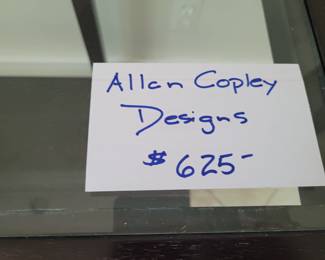 Allan Copley
Designs
$ 625-